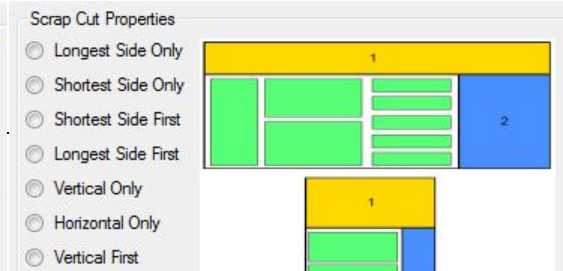 Scrap Cut Properties
Longest Side Only
Shortest Side Only
Shortest Side First
Longest Side First
Vertical Only
Horizontal Only
Vertical First
1
2
1